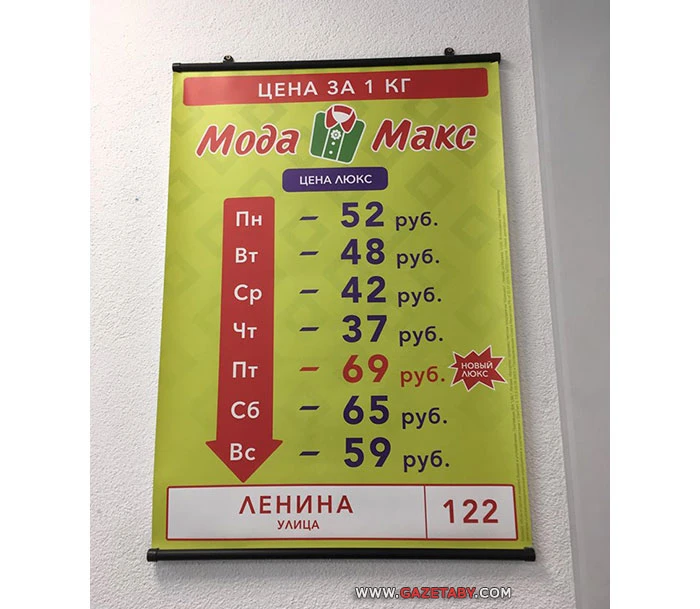 ЦЕНА ЗА 1 КГ
Мода Макс
ЦЕНА ЛЮКС
Пн - 52 руб.
Вт - 48 руб.
Ср - 42 руб.
Чт - 37 руб.
Пт - 69 руб. НОВЫЙ ЛЮКС
Сб - 65 руб.
Вс - 59 руб.
ЛЕНИНА
УЛИЦА
122
WWW.GAZETABY.COM